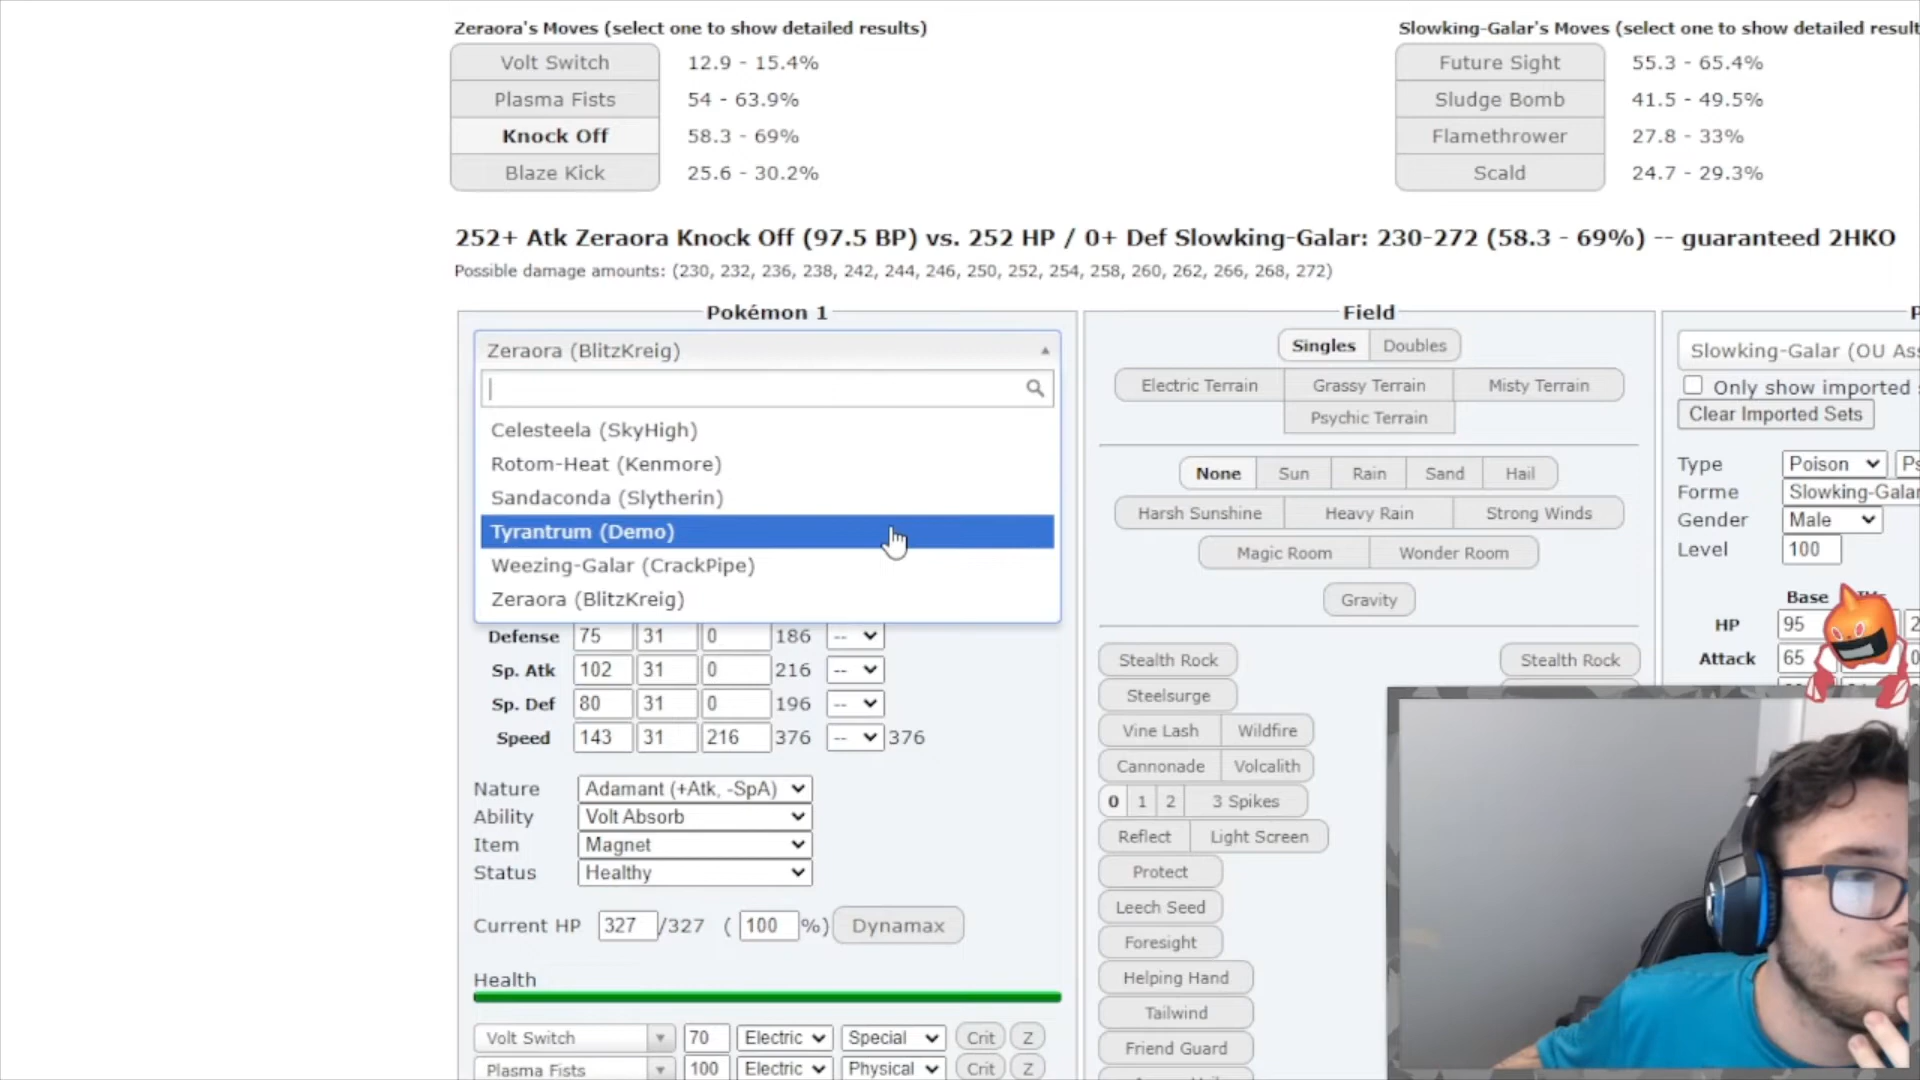 Zeraora's Moves (select one to show detailed results)
Volt Switch 12.9 - 15.4%
Plasma Fists 54 - 63.9%
Knock Off 58.3 - 69%
Blaze Kick 25.6 - 30.2%
Slowking-Galar's Moves (select one to show detailed result
Future Sight 55.3 - 65.4%
Sludge Bomb 41.5 - 49.5%
Flamethrower 27.8 - 33%
Scald 24.7 - 29.3%
252+ Atk Zeraora Knock Off (97.5 BP) vs. 252 HP / 0+ Def Slowking-Galar: 230-272 (58.3 - 69%) -- guaranteed 2HKO
Possible damage amounts: (230, 232, 236, 238, 242, 244, 246, 250, 252, 254, 258, 260, 262, 266, 268, 272)
Pokémon 1
Zeraora (BlitzKreig)
Celesteela (SkyHigh)
Rotom-Heat (Kenmore)
Sandaconda (Slytherin)
Tyrantrum (Demo)
Weezing-Galar (CrackPipe)
Zeraora (BlitzKreig)
Defense 75 31 0 186 --
Sp. Atk 102 31 0 216 --
Sp. Def 80 31 0 196 --
Speed 143 31 216 376 -- 376
Nature Adamant (+Atk, -SpA)
Ability Volt Absorb
Item Magnet
Status Healthy
Current HP 327 /327 ( 100 %) Dynamax
Health
Volt Switch 70 Electric Special Crit Z
Plasma Fists 100 Electric Physical Crit Z
Field
Singles Doubles
Electric Terrain Grassy Terrain Misty Terrain
Psychic Terrain
None Sun Rain Sand Hail
Harsh Sunshine Heavy Rain Strong Winds
Magic Room Wonder Room
Gravity
Stealth Rock Stealth Rock
Steelsurge
Vine Lash Wildfire
Cannonade Volcalith
0 1 2 3 Spikes
Reflect Light Screen
Protect
Leech Seed
Foresight
Helping Hand
Tailwind
Friend Guard
P
Slowking-Galar (OU Ass
Only show imported s
Clear Imported Sets
Type Poison Ps
Forme Slowking-Galar
Gender Male
Level 100
Base
HP 95 2
Attack 65 0